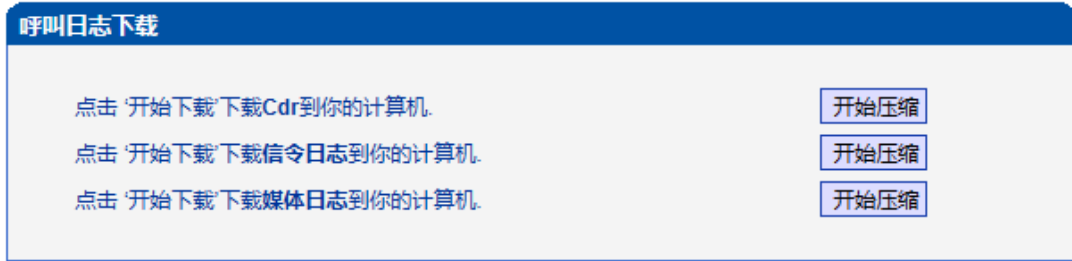 呼叫日志下载
点击 '开始下载'下载Cdr到你的计算机. 开始压缩
点击 '开始下载'下载信令日志到你的计算机. 开始压缩
点击 '开始下载'下载媒体日志到你的计算机. 开始压缩